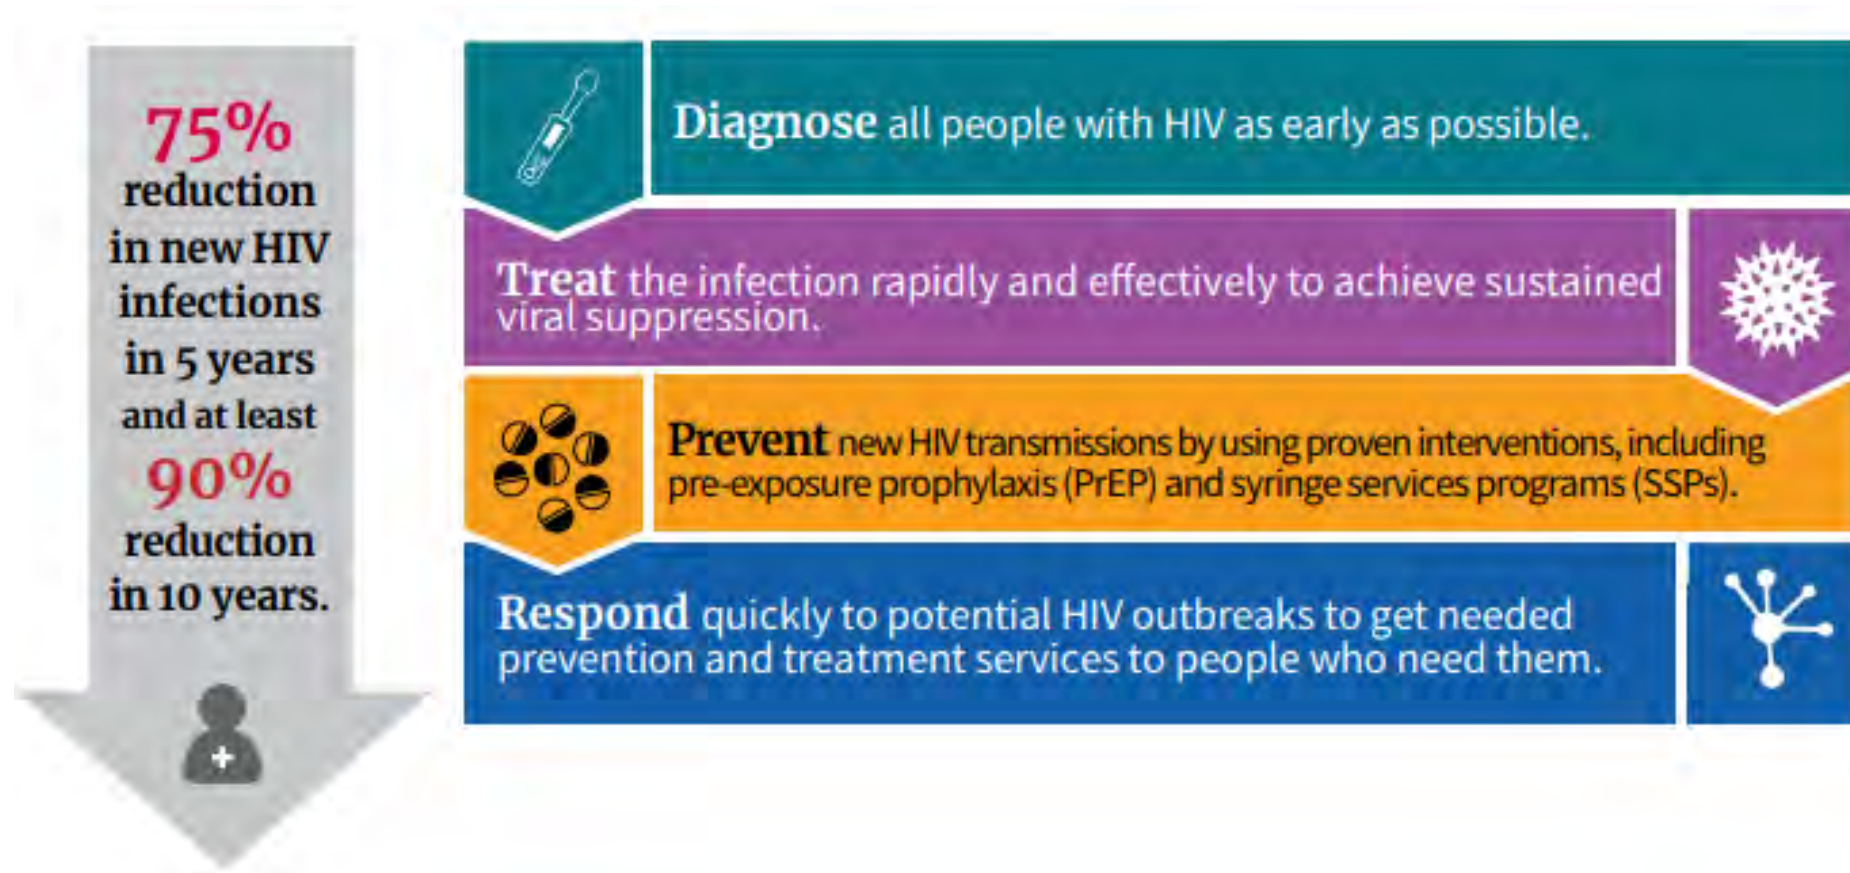 75%
reduction
in new HIV
infections
in 5 years
and at least
90%
reduction
in 10 years.
Diagnose all people with HIV as early as possible.
Treat the infection rapidly and effectively to achieve sustained
viral suppression.
Prevent new HIV transmissions by using proven interventions, including
pre-exposure prophylaxis (PrEP) and syringe services programs (SSPs).
Respond quickly to potential HIV outbreaks to get needed
prevention and treatment services to people who need them.